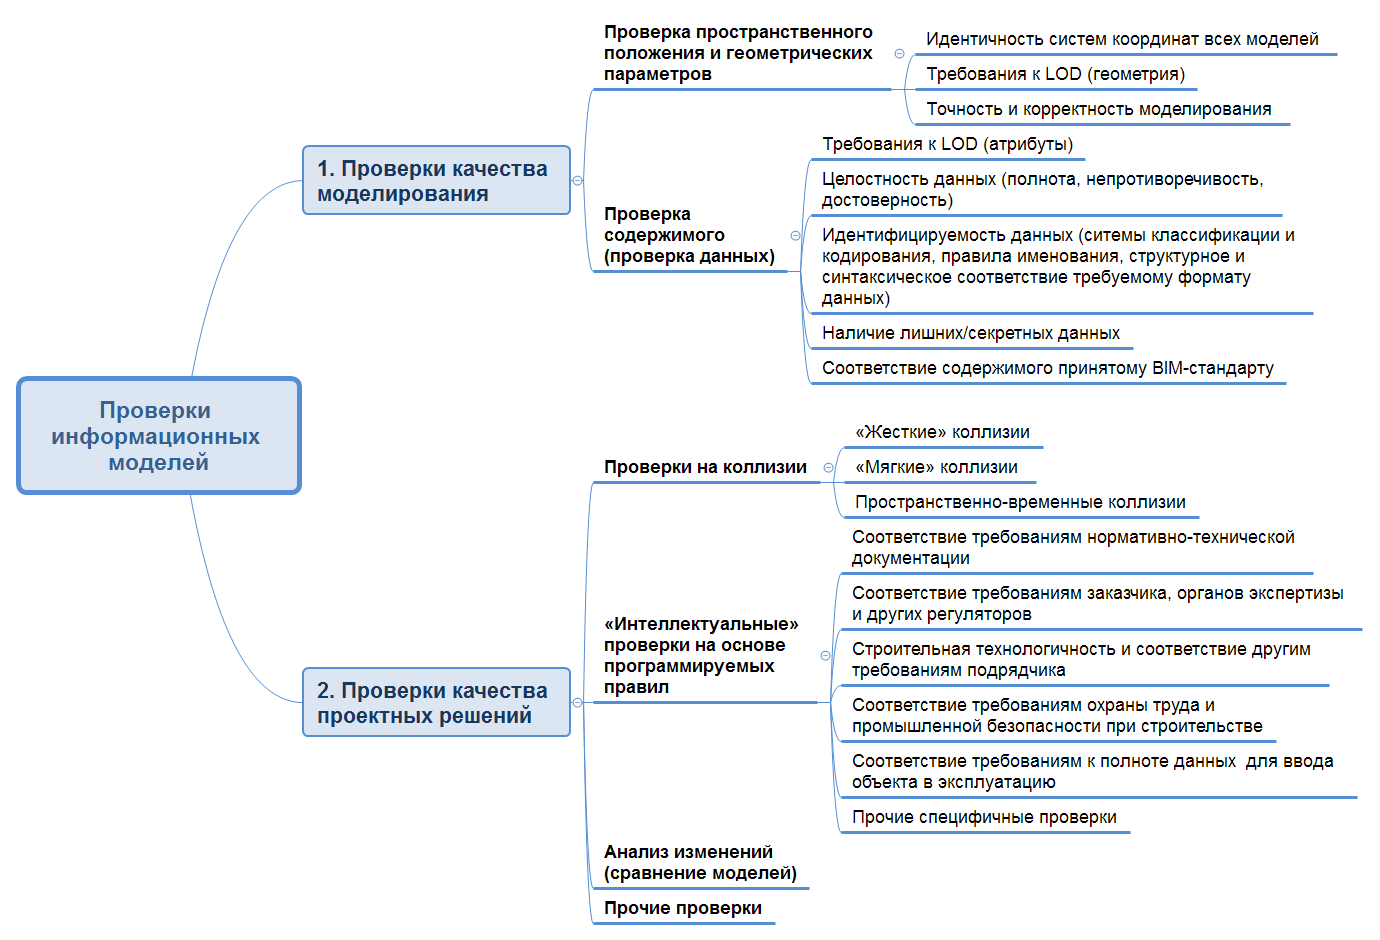 Проверки
информационных
моделей
1. Проверки качества
моделирования
Проверка пространственного
положения и геометрических
параметров
Идентичность систем координат всех моделей
Требования к LOD (геометрия)
Точность и корректность моделирования
Проверка
содержимого
(проверка данных)
Требования к LOD (атрибуты)
Целостность данных (полнота, непротиворечивость,
достоверность)
Идентифицируемость данных (ситемы классификации и
кодирования, правила именования, структурное и
синтаксическое соответствие требуемому формату
данных)
Наличие лишних/секретных данных
Соответствие содержимого принятому BIM-стандарту
2. Проверки качества
проектных решений
Проверки на коллизии
«Жесткие» коллизии
«Мягкие» коллизии
Пространственно-временные коллизии
«Интеллектуальные»
проверки на основе
программируемых
правил
Соответствие требованиям нормативно-технической
документации
Соответствие требованиям заказчика, органов экспертизы
и других регуляторов
Строительная технологичность и соответствие другим
требованиям подрядчика
Соответствие требованиям охраны труда и
промышленной безопасности при строительстве
Соответствие требованиям к полноте данных  для ввода
объекта в эксплуатацию
Прочие специфичные проверки
Анализ изменений
(сравнение моделей)
Прочие проверки